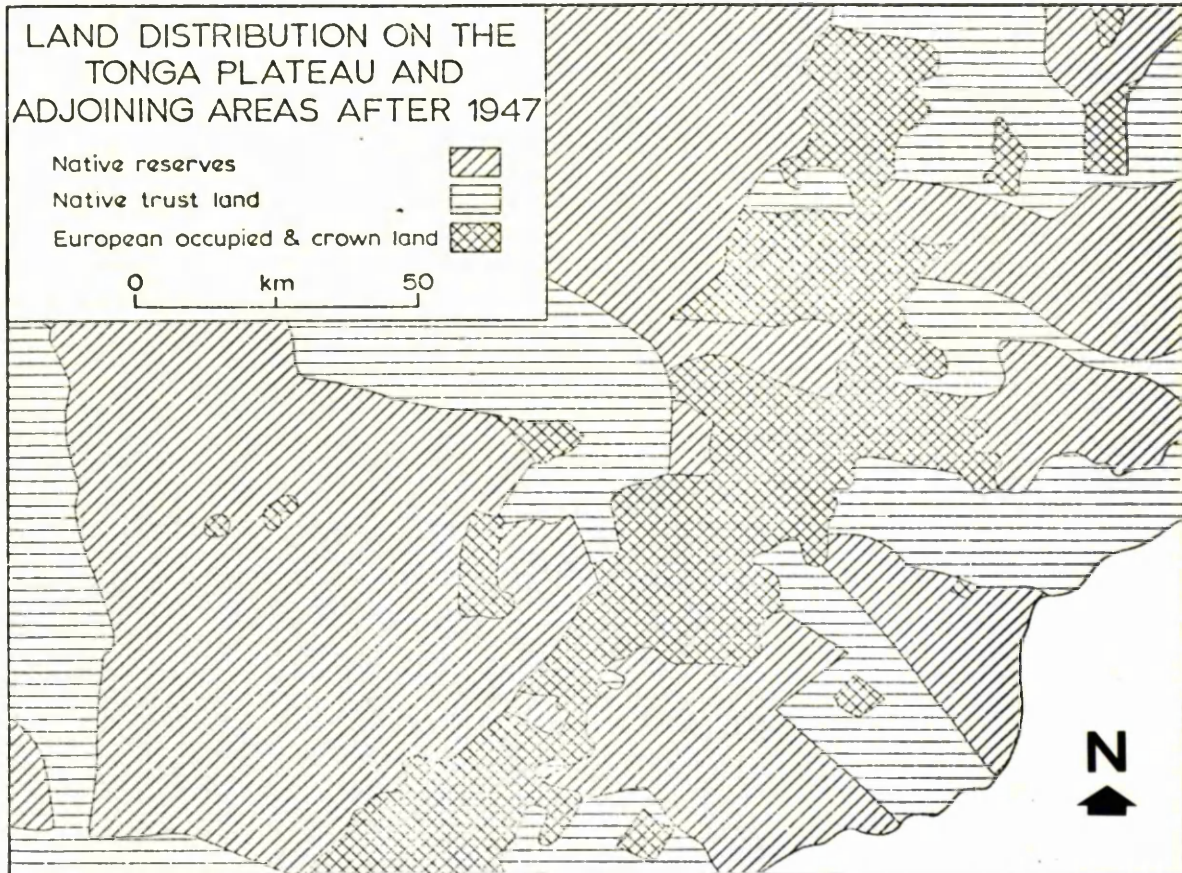 LAND DISTRIBUTION ON THE
TONGA PLATEAU AND
ADJOINING AREAS AFTER 1947
Native reserves
Native trust land
European occupied & crown land
0 km 50
N